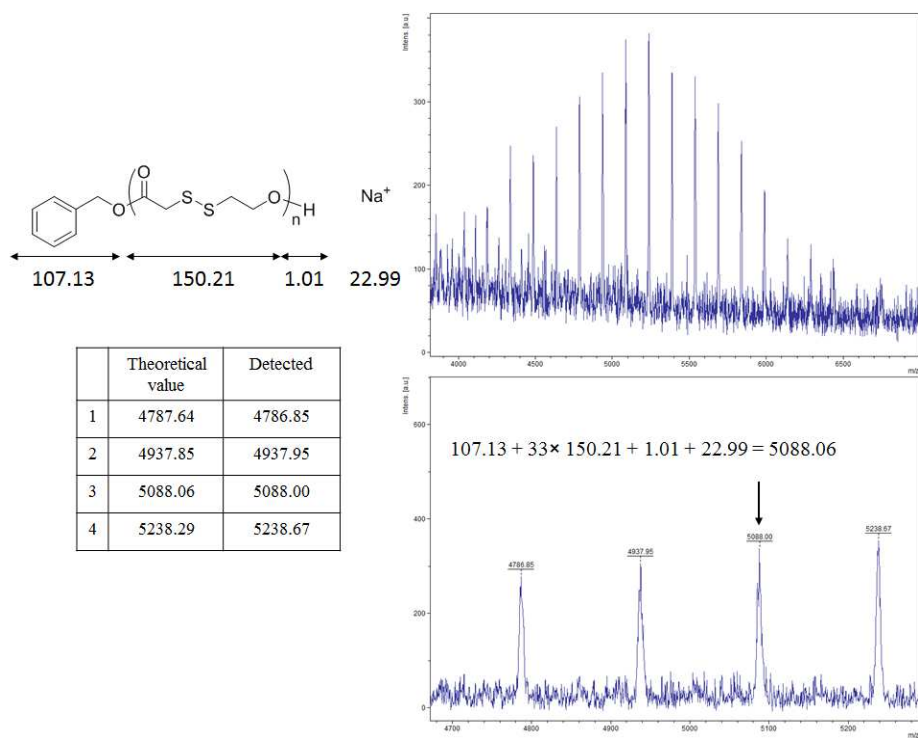 O
O
S
S
O
H
n
Na⁺
107.13 150.21 1.01 22.99
Theoretical value Detected
1 4787.64 4786.85
2 4937.85 4937.95
3 5088.06 5088.00
4 5238.29 5238.67
Intens. [a.u.]
300
200
100
0
4000 4500 5000 5500 6000 6500
m/z
Intens. [a.u.]
600
400
200
0
107.13 + 33× 150.21 + 1.01 + 22.99 = 5088.06
4786.85
4937.95
5088.00
5238.67
4700 4800 4900 5000 5100 5200
m/z